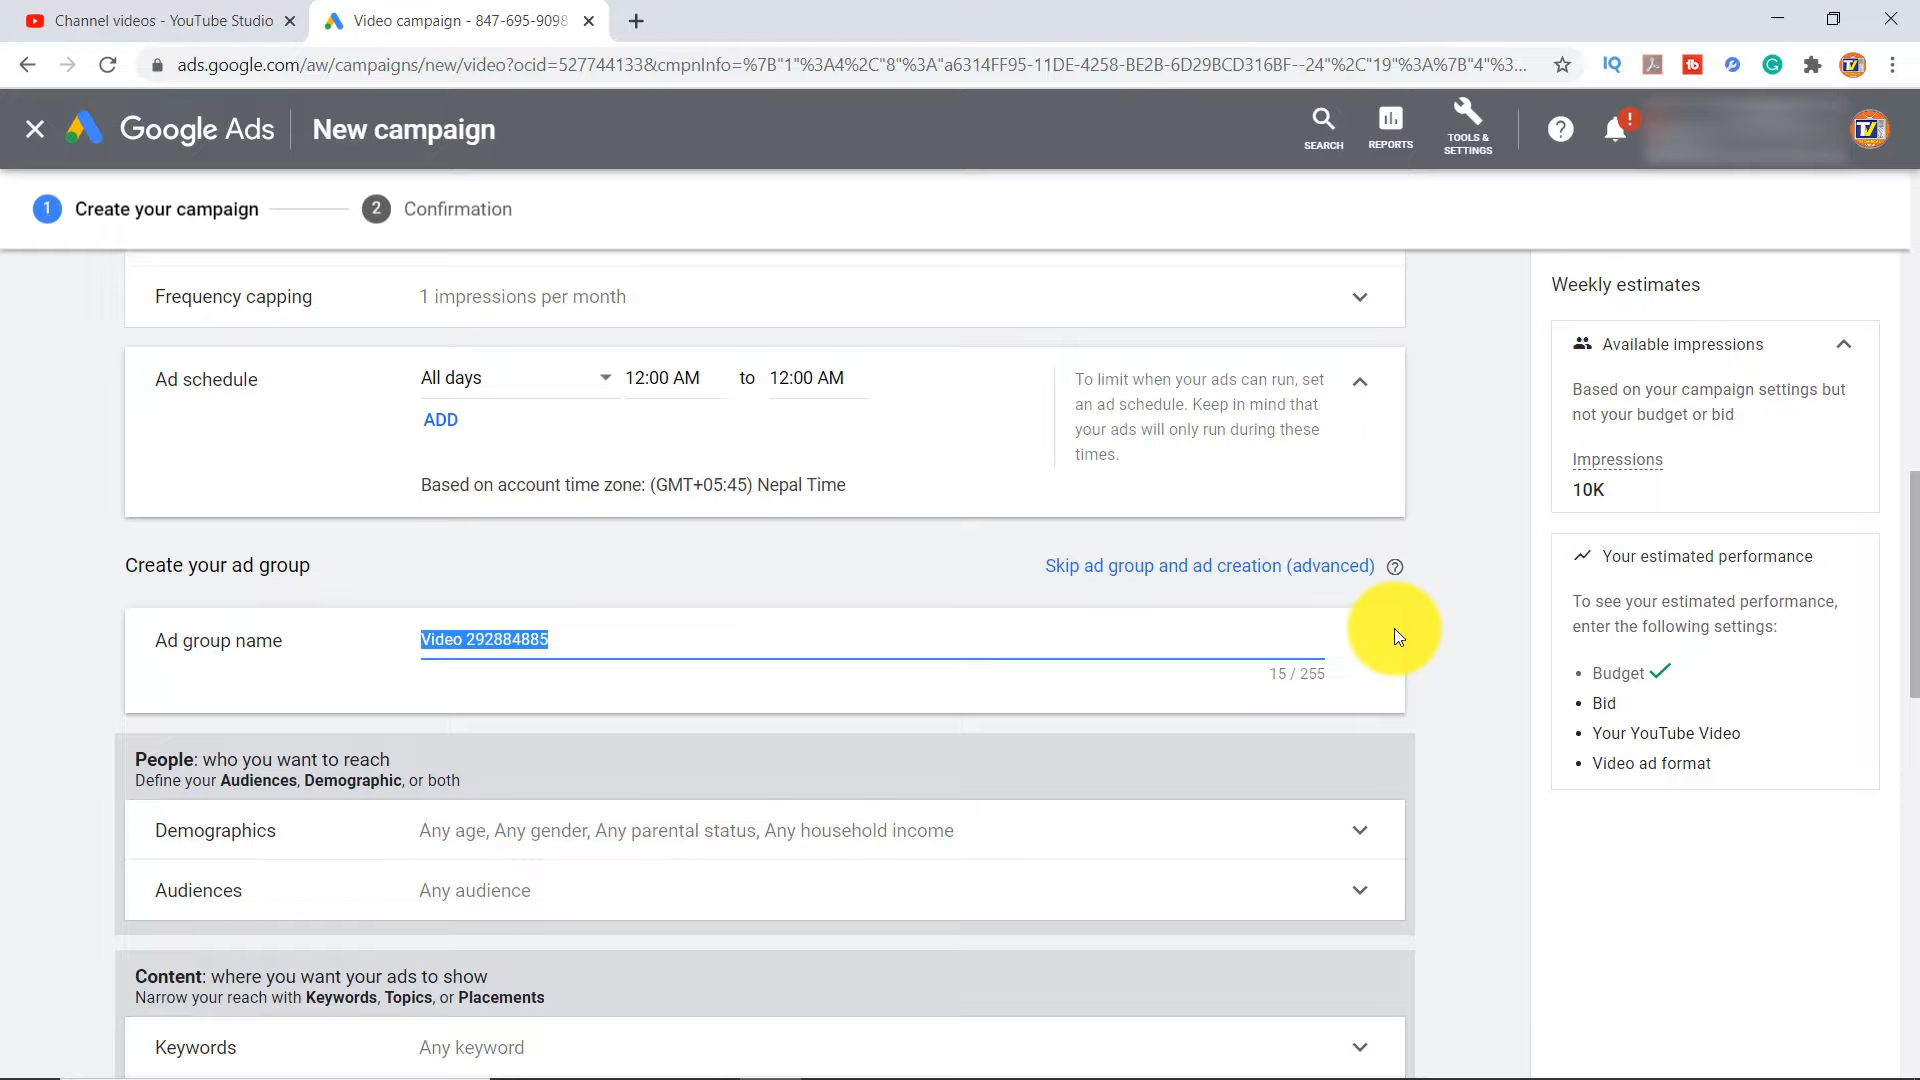 Channel videos - YouTube Studio
Video campaign - 847-695-9098
ads.google.com/aw/campaigns/new/video?ocid=527744133&cmpnInfo=%7B"1"%3A4%2C"8"%3A"a6314FF95-11DE-4258-BE2B-6D29BCD316BF--24"%2C"19"%3A%7B"4"%3...
Google Ads
New campaign
SEARCH
REPORTS
TOOLS &
SETTINGS
1 Create your campaign
2 Confirmation
Frequency capping
1 impressions per month
Ad schedule
All days
12:00 AM to 12:00 AM
ADD
To limit when your ads can run, set
an ad schedule. Keep in mind that
your ads will only run during these
times.
Based on account time zone: (GMT+05:45) Nepal Time
Create your ad group
Skip ad group and ad creation (advanced)
Ad group name
Video 292884885
15 / 255
People: who you want to reach
Define your Audiences, Demographic, or both
Demographics
Any age, Any gender, Any parental status, Any household income
Audiences
Any audience
Content: where you want your ads to show
Narrow your reach with Keywords, Topics, or Placements
Keywords
Any keyword
Weekly estimates
Available impressions
Based on your campaign settings but
not your budget or bid
Impressions
10K
Your estimated performance
To see your estimated performance,
enter the following settings:
• Budget
• Bid
• Your YouTube Video
• Video ad format